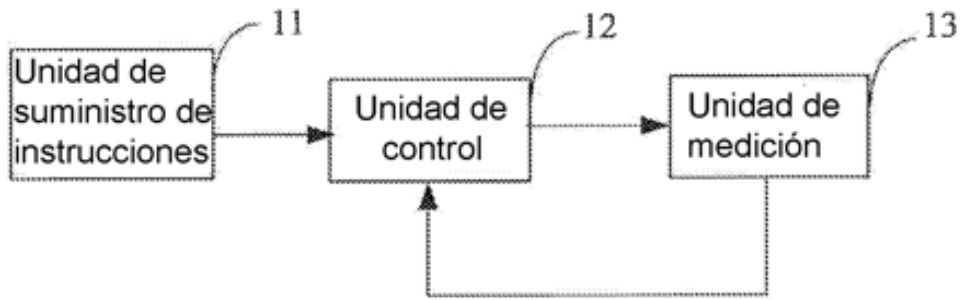 11
12
13
Unidad de
suministro de
instrucciones
Unidad de
control
Unidad de
medición